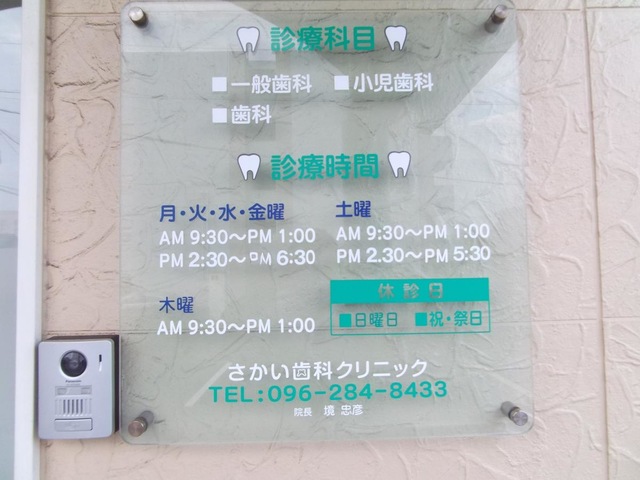 診療科目
■一般歯科 ■小児歯科
■歯科
診療時間
月・火・水・金曜
AM 9:30～PM 1:00
PM 2:30～PM 6:30
土曜
AM 9:30～PM 1:00
PM 2:30～PM 5:30
木曜
AM 9:30～PM 1:00
休診日
■日曜日 ■祝・祭日
さかい歯科クリニック
TEL:096-284-8433
院長 境 忠彦
Panasonic